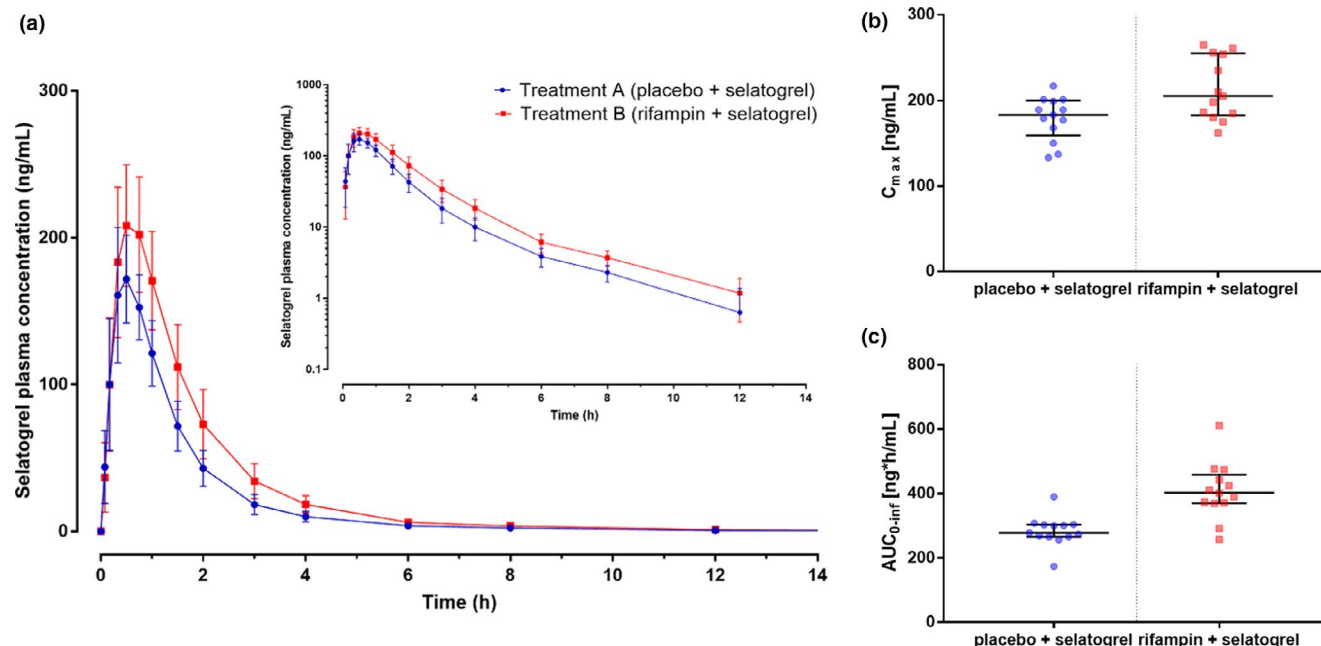 (a)
Selatogrel plasma concentration (ng/mL)
300
200
100
0
0 2 4 6 8 10 12 14
Time (h)
Treatment A (placebo + selatogrel)
Treatment B (rifampin + selatogrel)
Selatogrel plasma concentration (ng/mL)
1000
100
10
1
0.1
0 2 4 6 8 10 12 14
Time (h)
(b)
Cmax [ng/mL]
300
200
100
0
placebo + selatogrel rifampin + selatogrel
(c)
AUC0-inf [ng*h/mL]
800
600
400
200
0
placebo + selatogrel rifampin + selatogrel